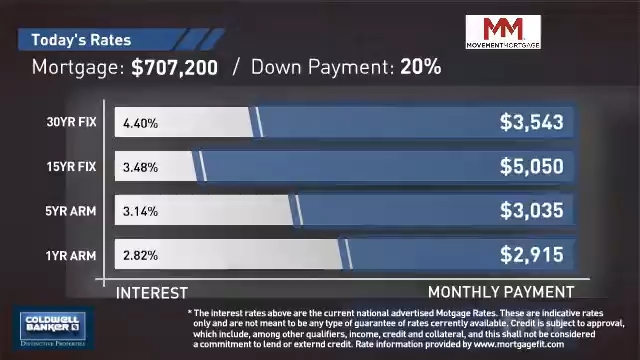 Today's Rates
MM
MOVEMENT MORTGAGE
Mortgage: $707,200 / Down Payment: 20%
30YR FIX 4.40% $3,543
15YR FIX 3.48% $5,050
5YR ARM 3.14% $3,035
1YR ARM 2.82% $2,915
INTEREST MONTHLY PAYMENT
COLDWELL
BANKER
DISTINCTIVE PROPERTIES
* The interest rates above are the current national advertised Motgage Rates. These are indicative rates
only and are not meant to be any type of guarantee of rates cerrently available. Credit is subject to approval,
which include, among other qualifiers, income, credit and collateral, and this shall not be considered
a commitment to lend or externd credit. Rate information provided by www.mortgagefit.com